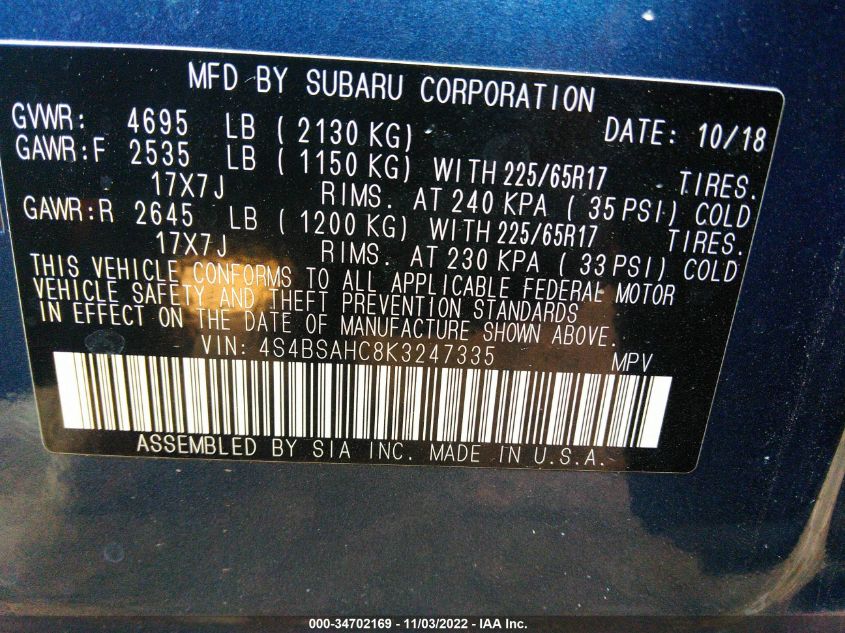 MFD BY SUBARU CORPORATION
GVWR: 4695 LB ( 2130 KG) DATE: 10/18
GAWR:F 2535 LB ( 1150 KG) WITH 225/65R17 TIRES.
17X7J RIMS. AT 240 KPA ( 35 PSI) COLD
GAWR:R 2645 LB ( 1200 KG) WITH 225/65R17 TIRES.
17X7J RIMS. AT 230 KPA ( 33 PSI) COLD
THIS VEHICLE CONFORMS TO ALL APPLICABLE FEDERAL MOTOR
VEHICLE SAFETY AND THEFT PREVENTION STANDARDS
IN EFFECT ON THE DATE OF MANUFACTURE SHOWN ABOVE.
VIN: 4S4BSAHC8K3247335 MPV
ASSEMBLED BY SIA INC. MADE IN U.S.A.
000-34702169 - 11/03/2022 - IAA Inc.